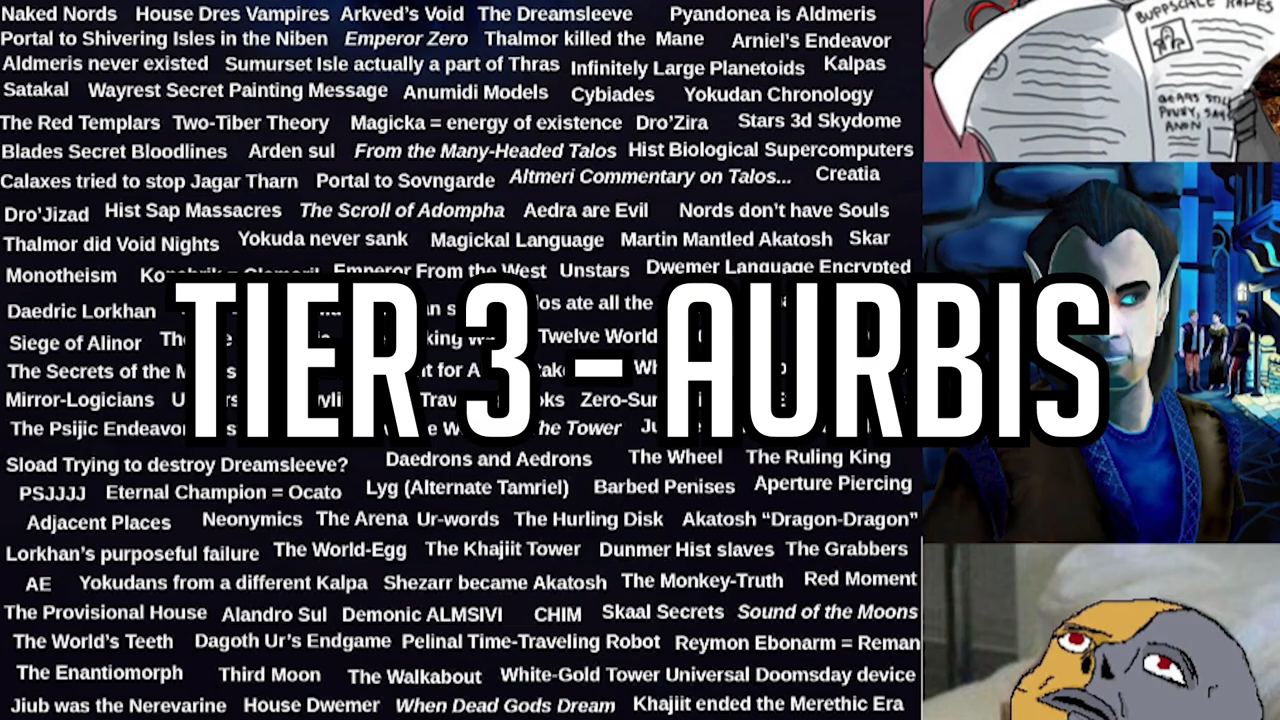 Naked Nords House Dres Vampires Arkved's Void The Dreamsleeve Pyandonea is Aldmeris
Portal to Shivering Isles in the Niben Emperor Zero Thalmor killed the Mane Arniel's Endeavor
Aldmeris never existed Sumurset Isle actually a part of Thras Infinitely Large Planetoids Kalpas
Satakal Wayrest Secret Painting Message Anumidi Models Cybiades Yokudan Chronology
The Red Templars Two-Tiber Theory Magicka = energy of existence Dro'Zira Stars 3d Skydome
Blades Secret Bloodlines Arden sul From the Many-Headed Talos Hist Biological Supercomputers
Calaxes tried to stop Jagar Tharn Portal to Sovngarde Altmeri Commentary on Talos... Creatia
Dro'Jizad Hist Sap Massacres The Scroll of Adompha Aedra are Evil Nords don't have Souls
Thalmor did Void Nights Yokuda never sank Magickal Language Martin Mantled Akatosh Skar
Monotheism Emperor From the West Unstars Dwemer Language Encrypted
Daedric Lorkhan ate all the
Siege of Alinor Twelve World
The Secrets of the
Mirror-Logicians
The Psijic Endeavor The Tower
TIER 3 - AURBIS
Sload Trying to destroy Dreamsleeve? Daedrons and Aedrons The Wheel The Ruling King
PSJJJJ Eternal Champion = Ocato Lyg (Alternate Tamriel) Barbed Penises Aperture Piercing
Adjacent Places Neonymics The Arena Ur-words The Hurling Disk Akatosh "Dragon-Dragon"
Lorkhan's purposeful failure The World-Egg The Khajiit Tower Dunmer Hist slaves The Grabbers
AE Yokudans from a different Kalpa Shezarr became Akatosh The Monkey-Truth Red Moment
The Provisional House Alandro Sul Demonic ALMSIVI CHIM Skaal Secrets Sound of the Moons
The World's Teeth Dagoth Ur's Endgame Pelinal Time-Traveling Robot Reymon Ebonarm = Reman
The Enantiomorph Third Moon The Walkabout White-Gold Tower Universal Doomsday device
Jiub was the Nerevarine House Dwemer When Dead Gods Dream Khajiit ended the Merethic Era